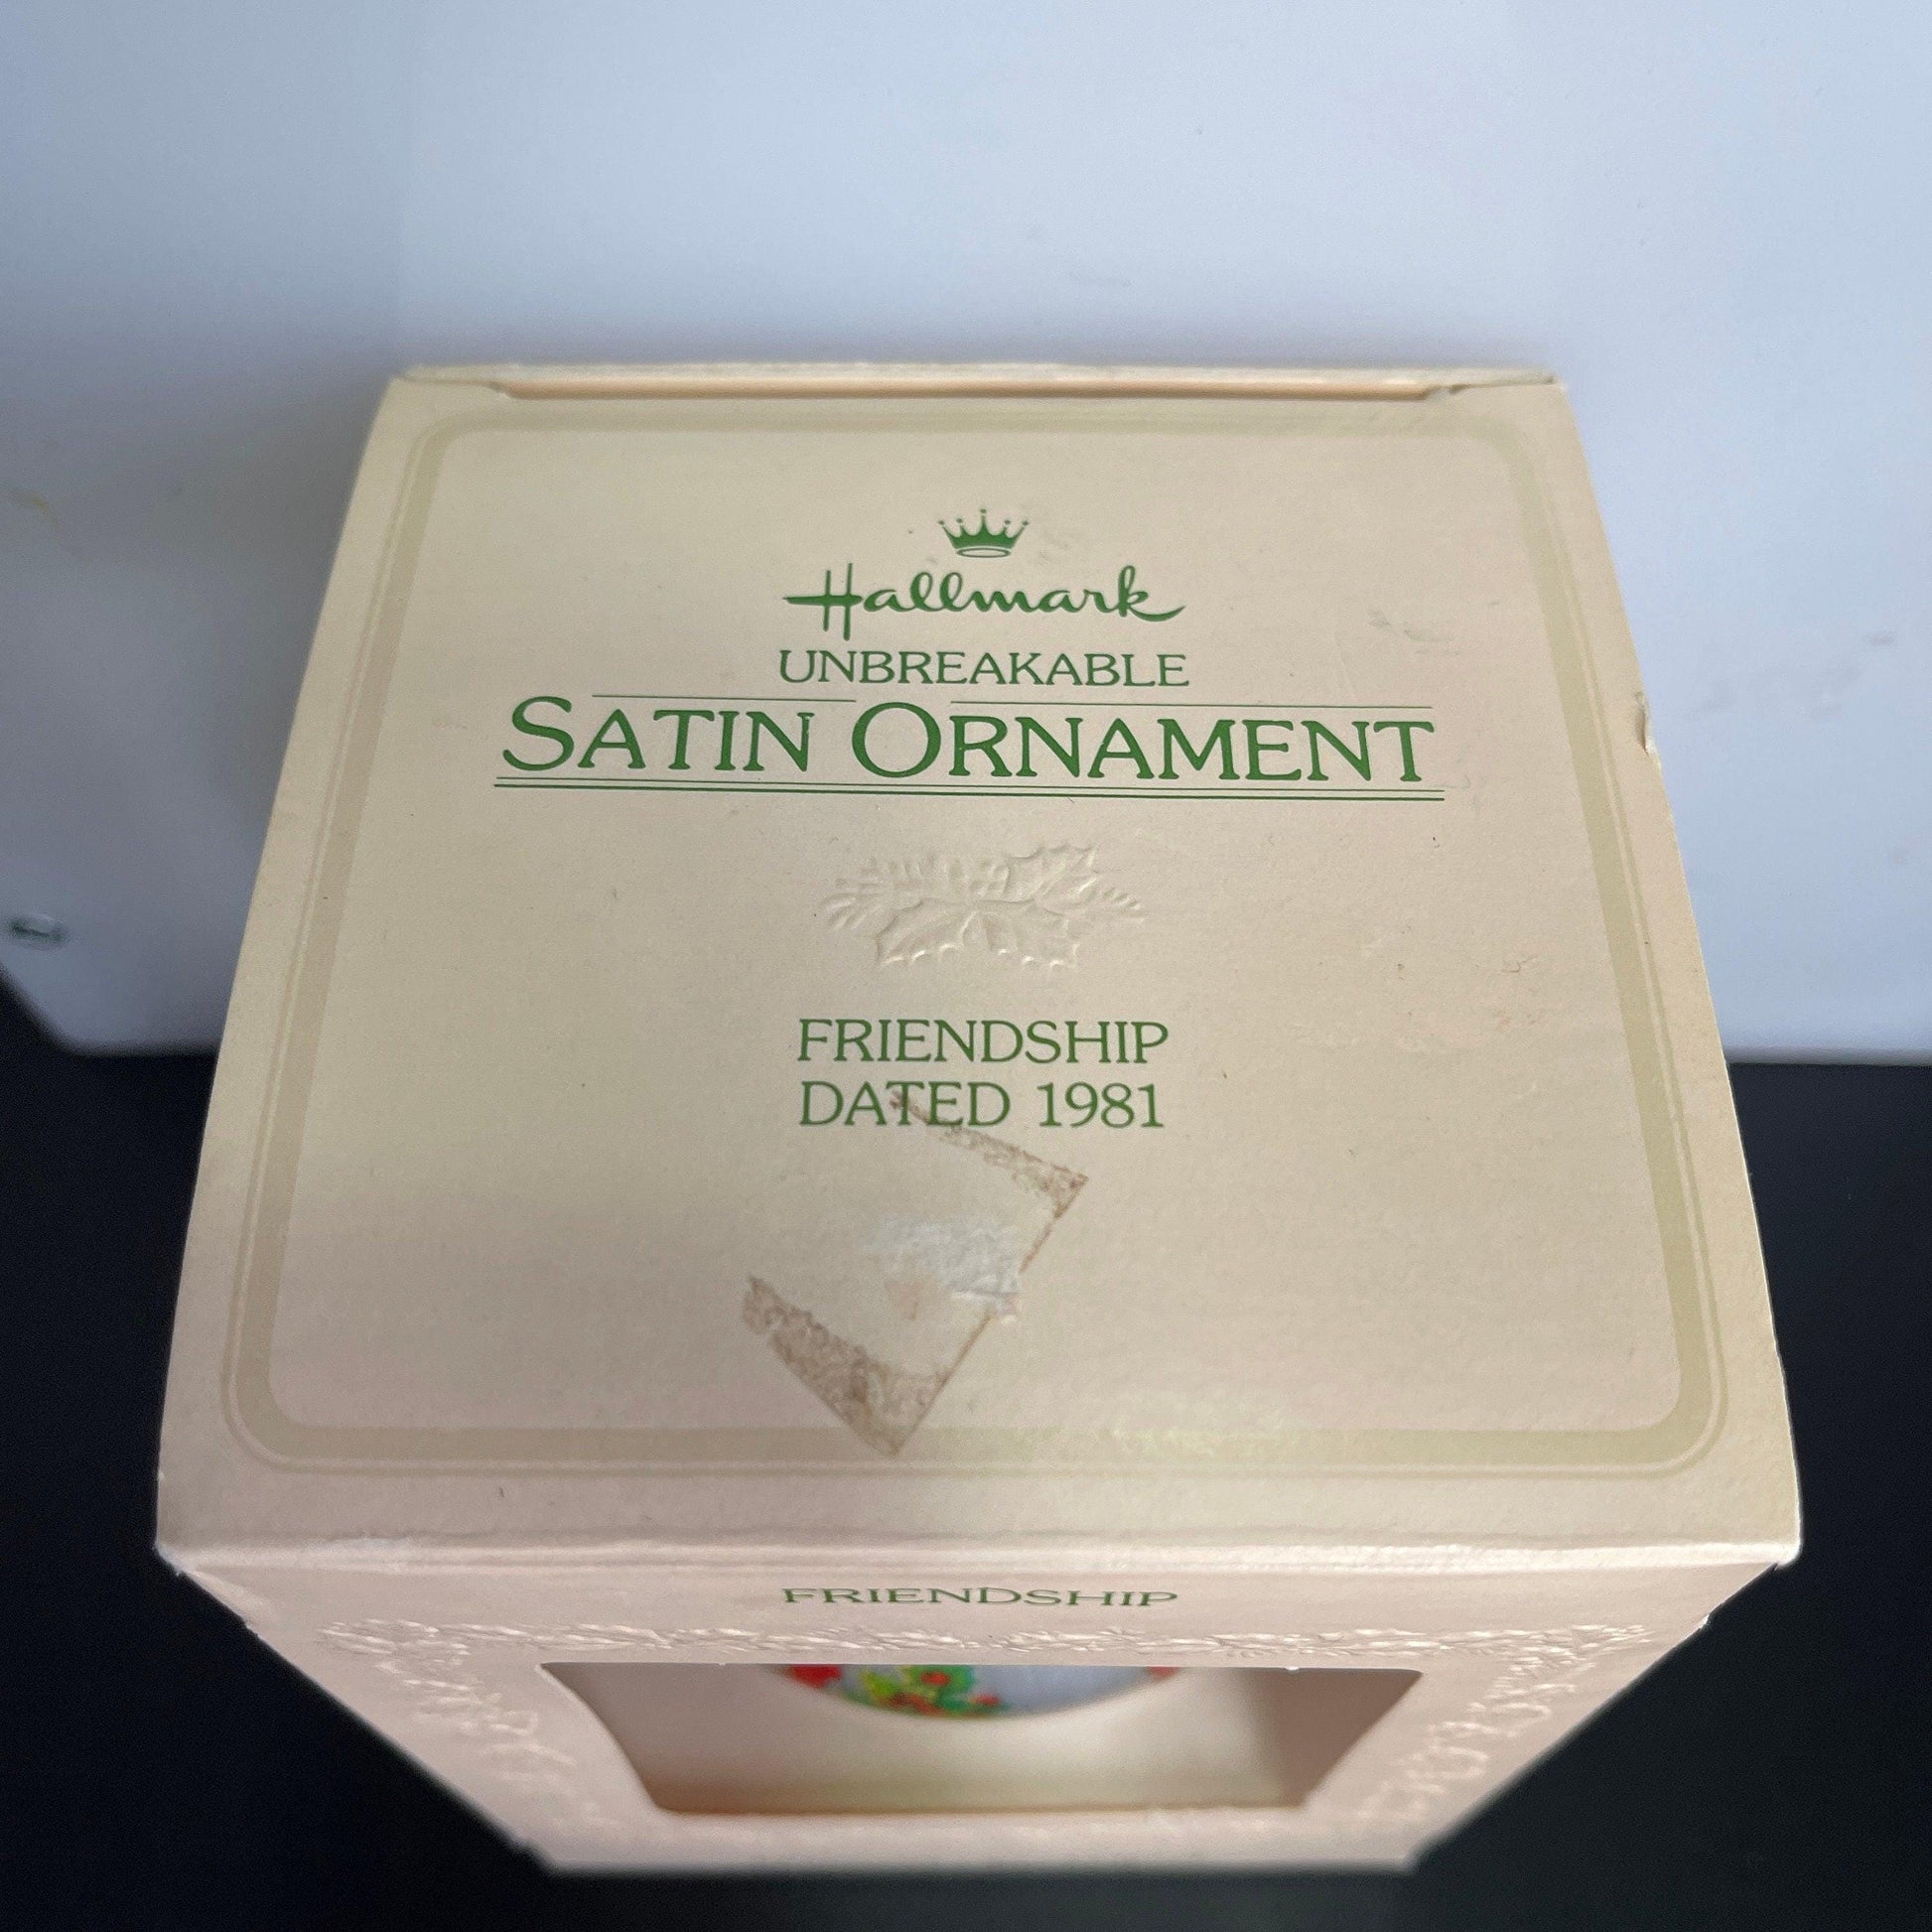 Hallmark
UNBREAKABLE
SATIN ORNAMENT
FRIENDSHIP
DATED 1981
FRIENDSHIP